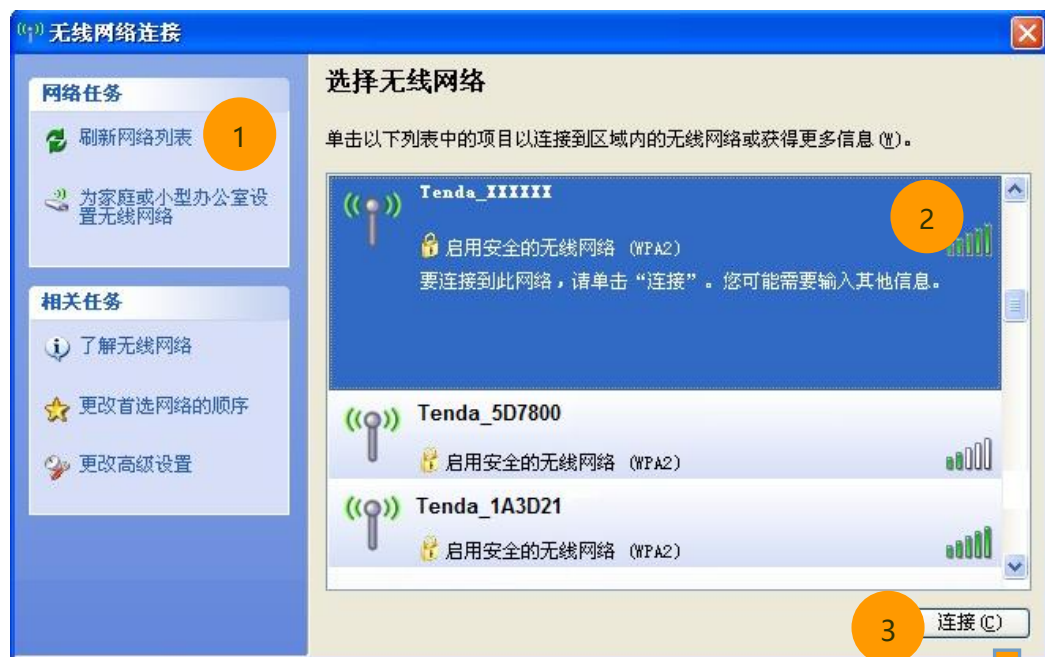 无线网络连接
网络任务
刷新网络列表
1
为家庭或小型办公室设
置无线网络
相关任务
了解无线网络
更改首选网络的顺序
更改高级设置
选择无线网络
单击以下列表中的项目以连接到区域内的无线网络或获得更多信息(W)。
Tenda_XXXXXX
2
启用安全的无线网络 (WPA2)
要连接到此网络，请单击“连接”。您可能需要输入其他信息。
Tenda_5D7800
启用安全的无线网络 (WPA2)
Tenda_1A3D21
启用安全的无线网络 (WPA2)
3
连接(C)